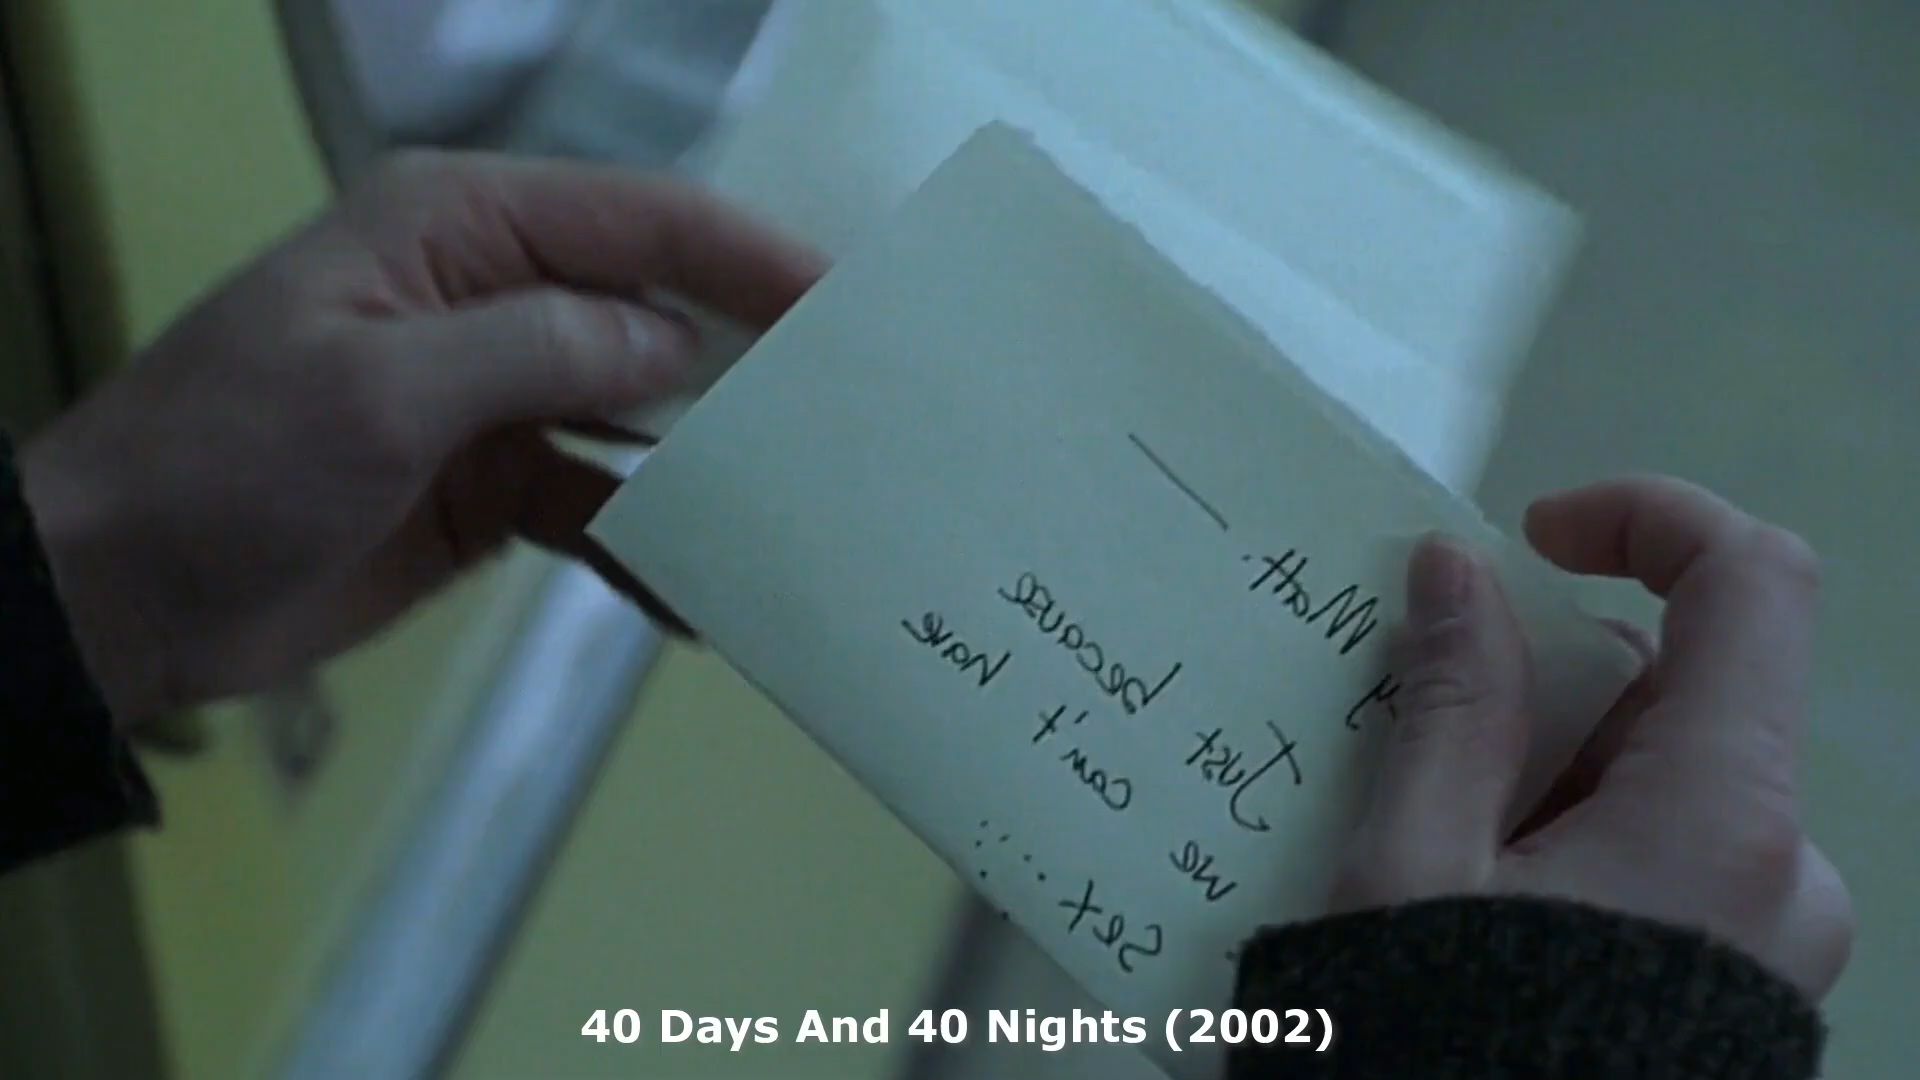 Matt. —
Just because
we can't have
sex...
40 Days And 40 Nights (2002)